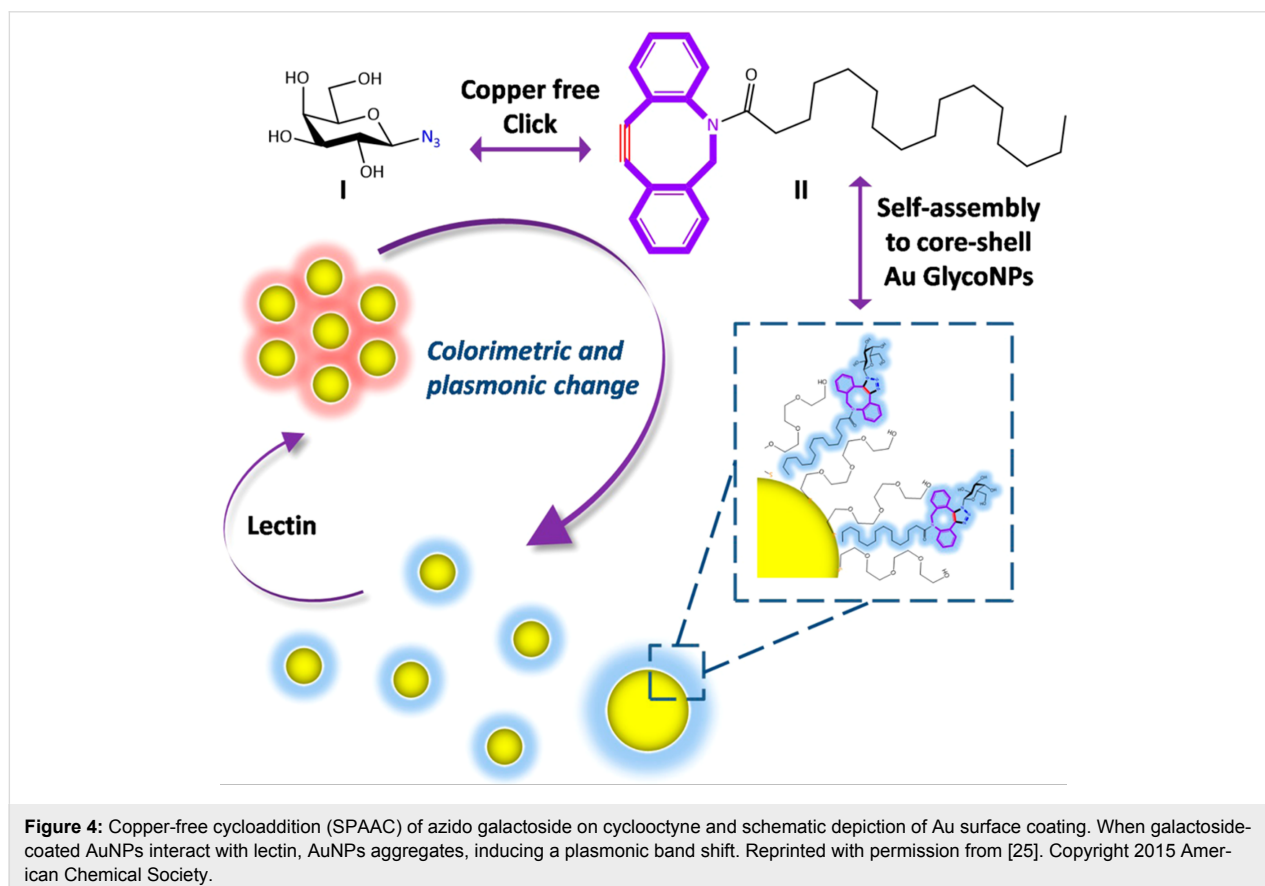 HO
OH
O
HO
N3
OH
I
Copper free
Click
O
N
II
Self-assembly
to core-shell
Au GlycoNPs
Colorimetric and
plasmonic change
Lectin
HO
HO
Figure 4: Copper-free cycloaddition (SPAAC) of azido galactoside on cyclooctyne and schematic depiction of Au surface coating. When galactoside-
coated AuNPs interact with lectin, AuNPs aggregates, inducing a plasmonic band shift. Reprinted with permission from [25]. Copyright 2015 Amer-
ican Chemical Society.